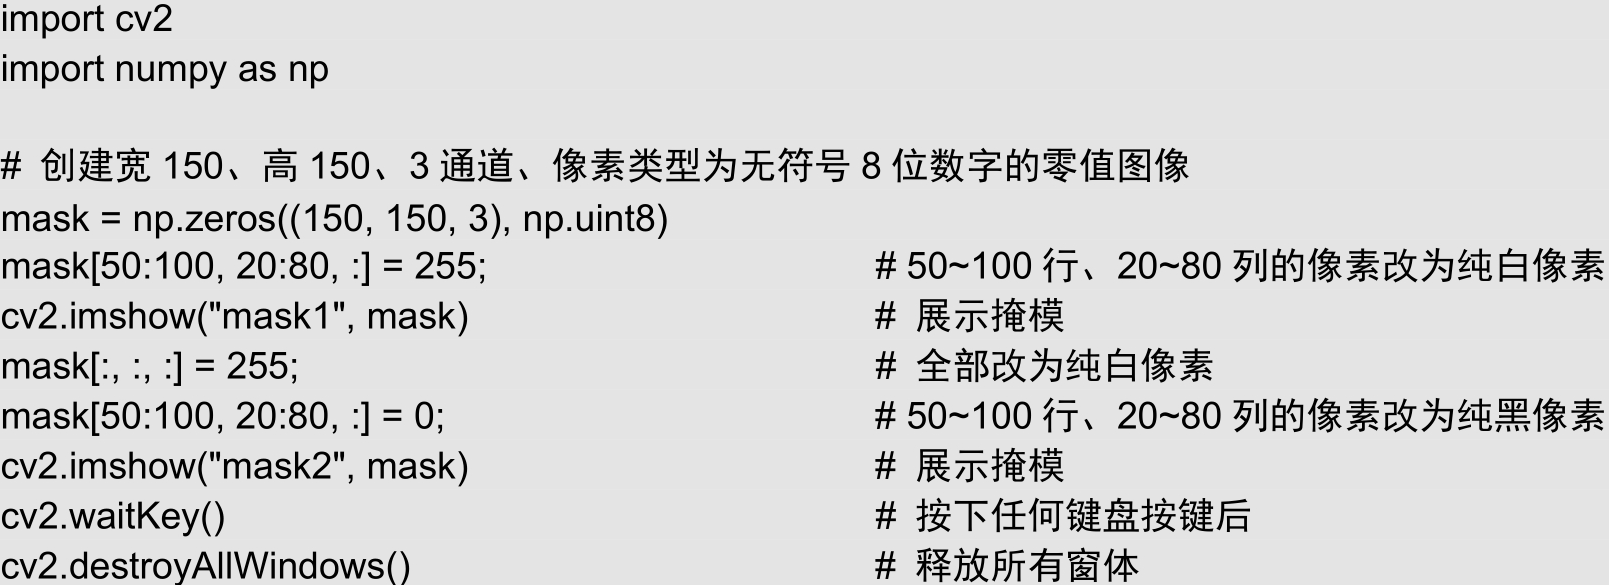 import cv2
import numpy as np
# 创建宽 150、高 150、3 通道、像素类型为无符号 8 位数字的零值图像
mask = np.zeros((150, 150, 3), np.uint8)
mask[50:100, 20:80, :] = 255; # 50~100 行、20~80 列的像素改为纯白像素
cv2.imshow("mask1", mask) # 展示掩模
mask[:, :, :] = 255; # 全部改为纯白像素
mask[50:100, 20:80, :] = 0; # 50~100 行、20~80 列的像素改为纯黑像素
cv2.imshow("mask2", mask) # 展示掩模
cv2.waitKey() # 按下任何键盘按键后
cv2.destroyAllWindows() # 释放所有窗体